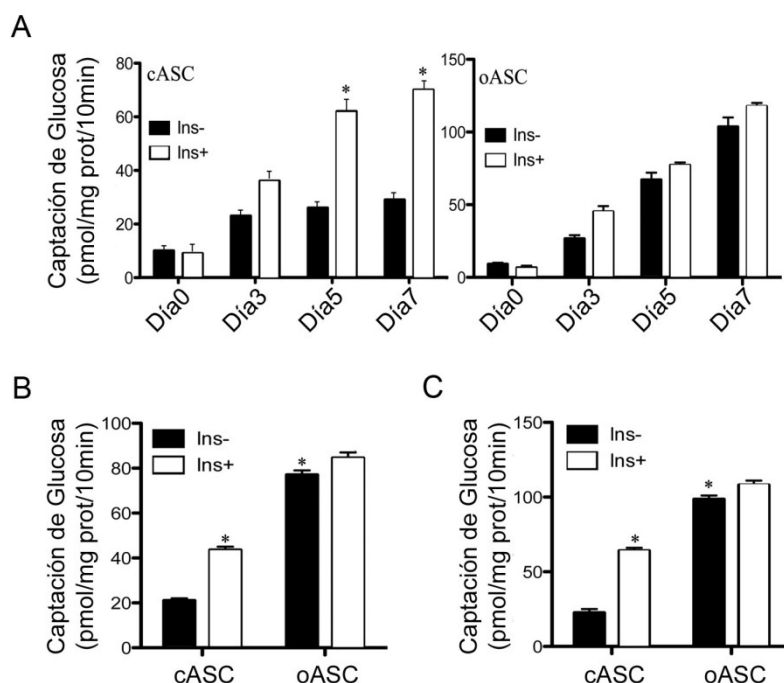 A
cASC
Ins-
Ins+
* *
80
60
40
20
0
Captación de Glucosa
(pmol/mg prot/10min)
Día0 Día3 Día5 Día7
oASC
Ins-
Ins+
150
100
50
0
Día0 Día3 Día5 Día7
B
Ins-
Ins+
* *
100
80
60
40
20
0
Captación de Glucosa
(pmol/mg prot/10min)
cASC oASC
C
Ins-
Ins+
* *
150
100
50
0
Captación de Glucosa
(pmol/mg prot/10min)
cASC oASC